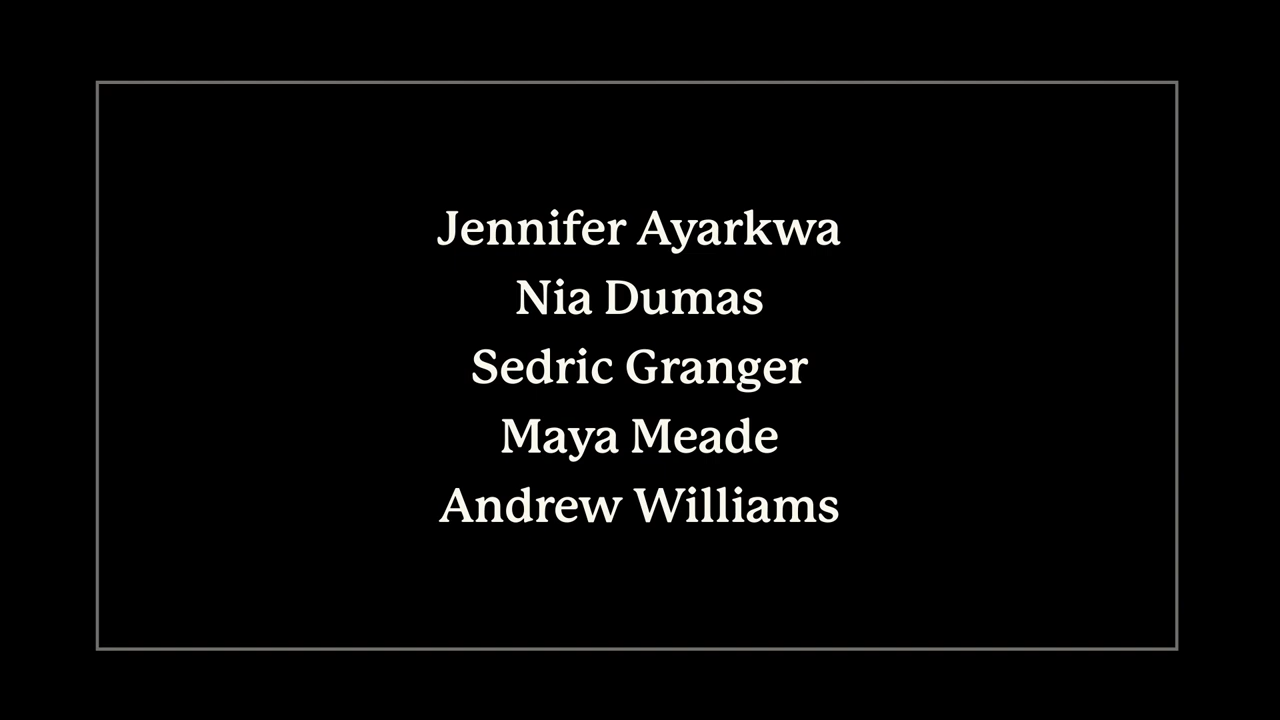 Jennifer Ayarkwa
Nia Dumas
Sedric Granger
Maya Meade
Andrew Williams